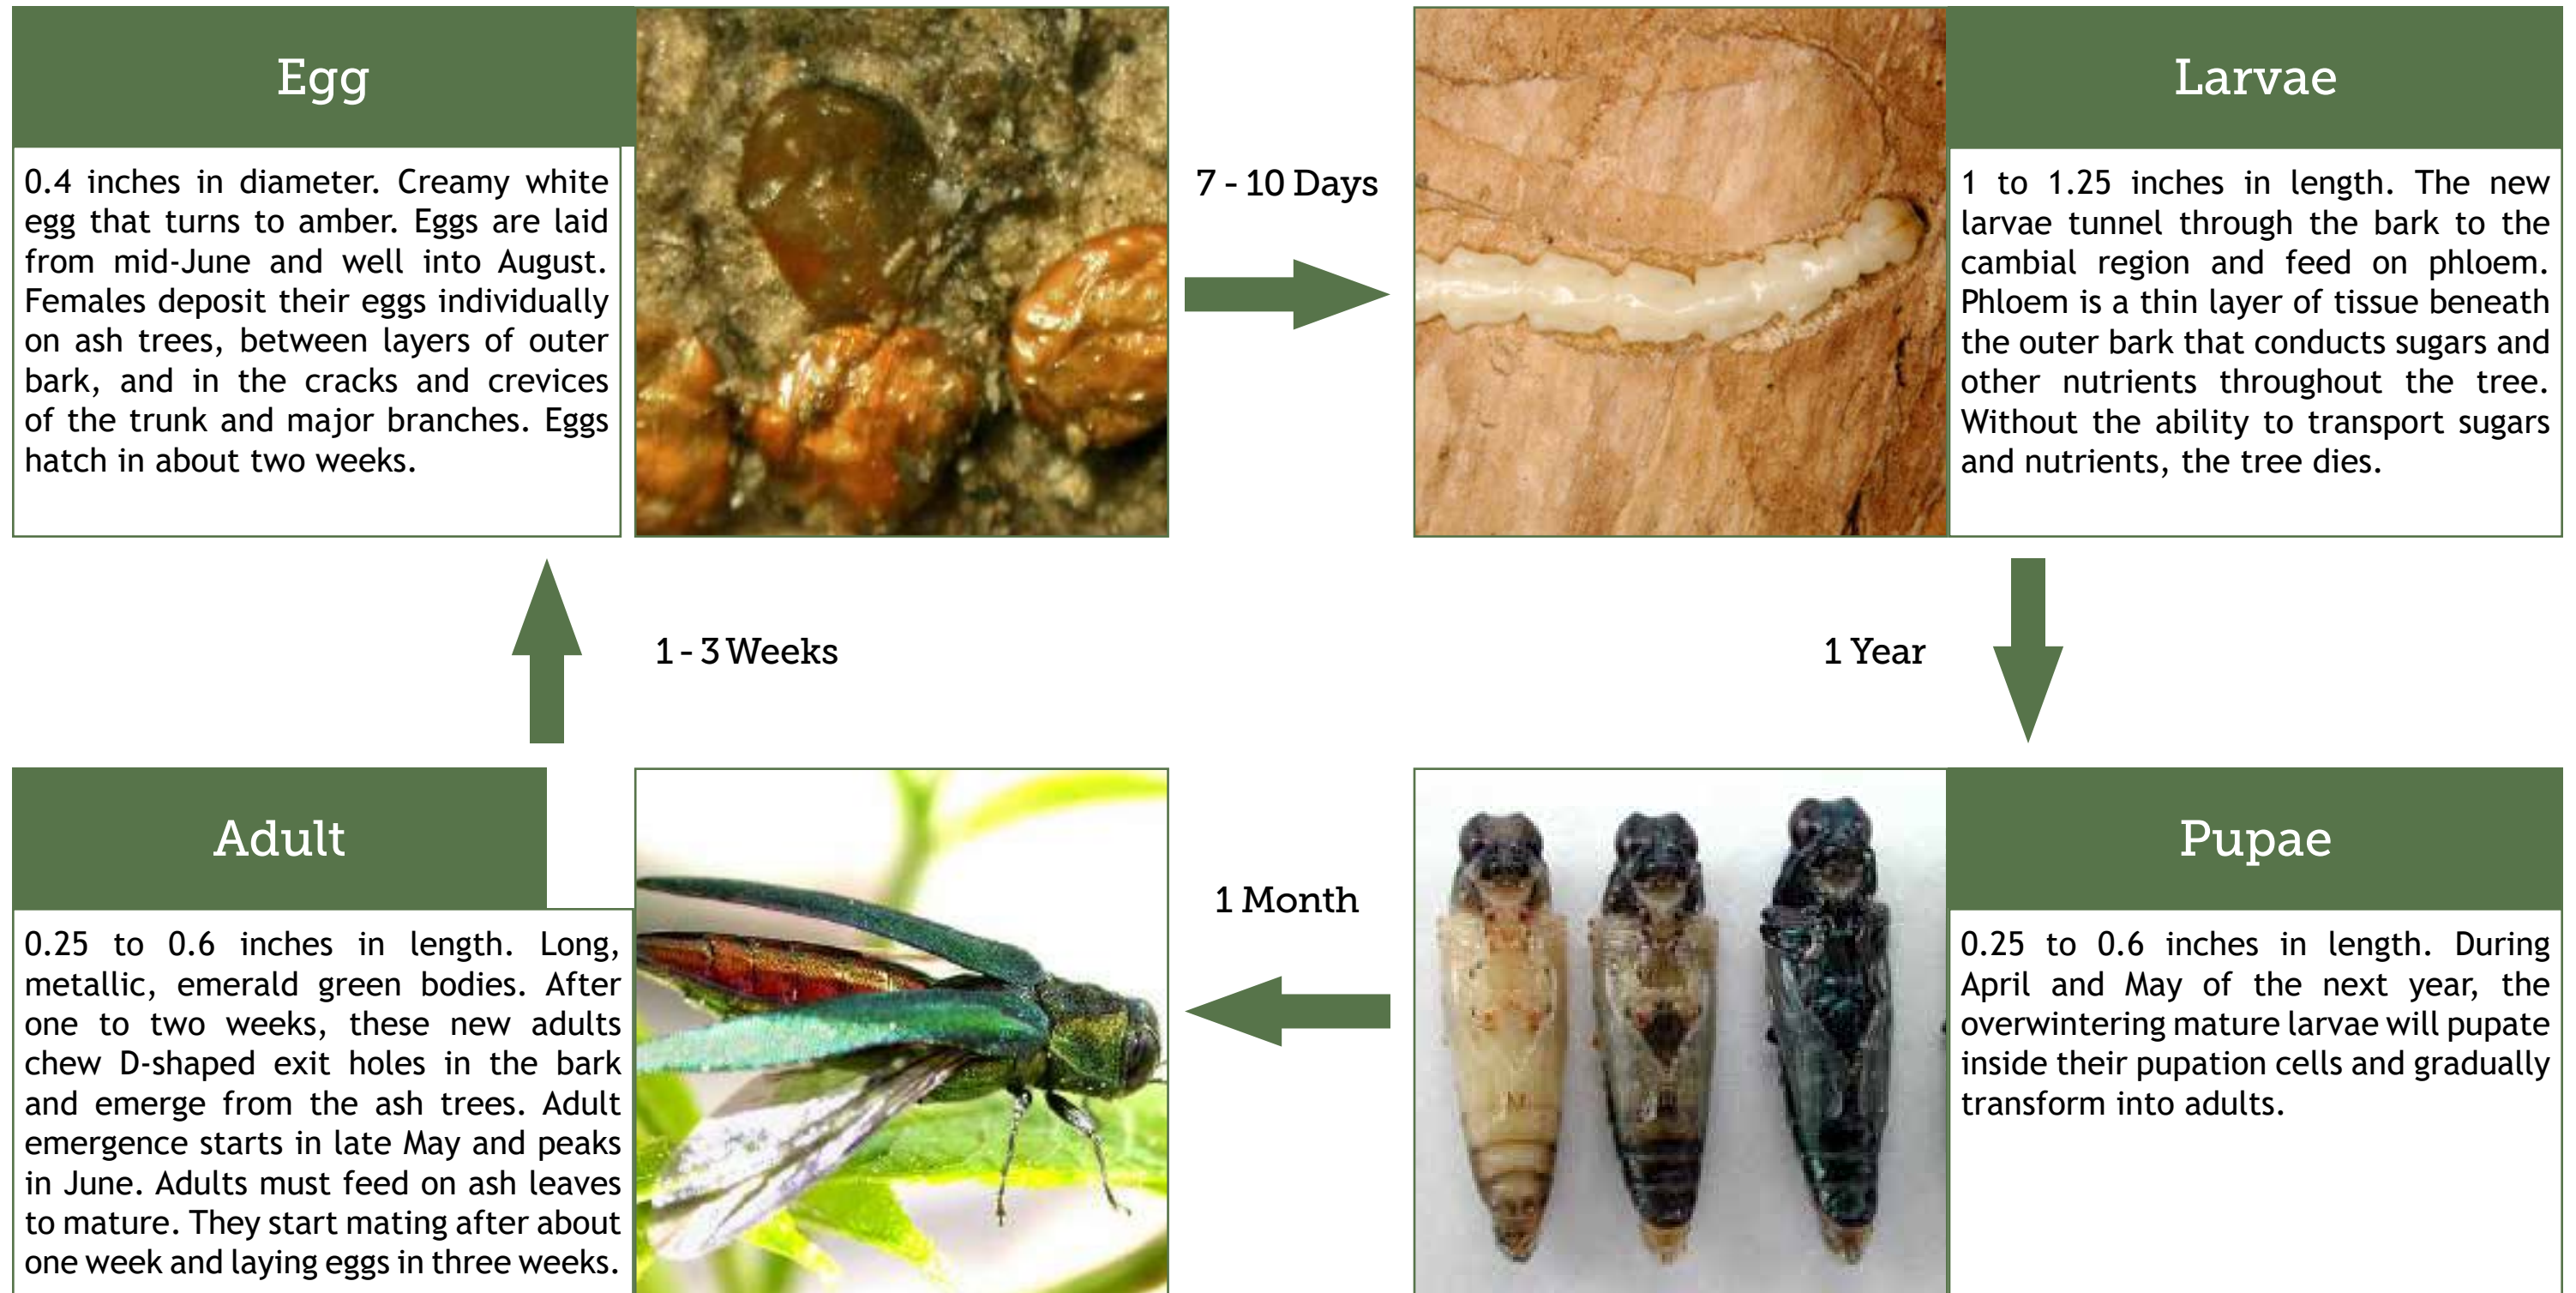 Egg
0.4 inches in diameter. Creamy white
egg that turns to amber. Eggs are laid
from mid-June and well into August.
Females deposit their eggs individually
on ash trees, between layers of outer
bark, and in the cracks and crevices
of the trunk and major branches. Eggs
hatch in about two weeks.
7 - 10 Days
Larvae
1 to 1.25 inches in length. The new
larvae tunnel through the bark to the
cambial region and feed on phloem.
Phloem is a thin layer of tissue beneath
the outer bark that conducts sugars and
other nutrients throughout the tree.
Without the ability to transport sugars
and nutrients, the tree dies.
1 Year
Pupae
0.25 to 0.6 inches in length. During
April and May of the next year, the
overwintering mature larvae will pupate
inside their pupation cells and gradually
transform into adults.
1 Month
Adult
0.25 to 0.6 inches in length. Long,
metallic, emerald green bodies. After
one to two weeks, these new adults
chew D-shaped exit holes in the bark
and emerge from the ash trees. Adult
emergence starts in late May and peaks
in June. Adults must feed on ash leaves
to mature. They start mating after about
one week and laying eggs in three weeks.
1 - 3 Weeks